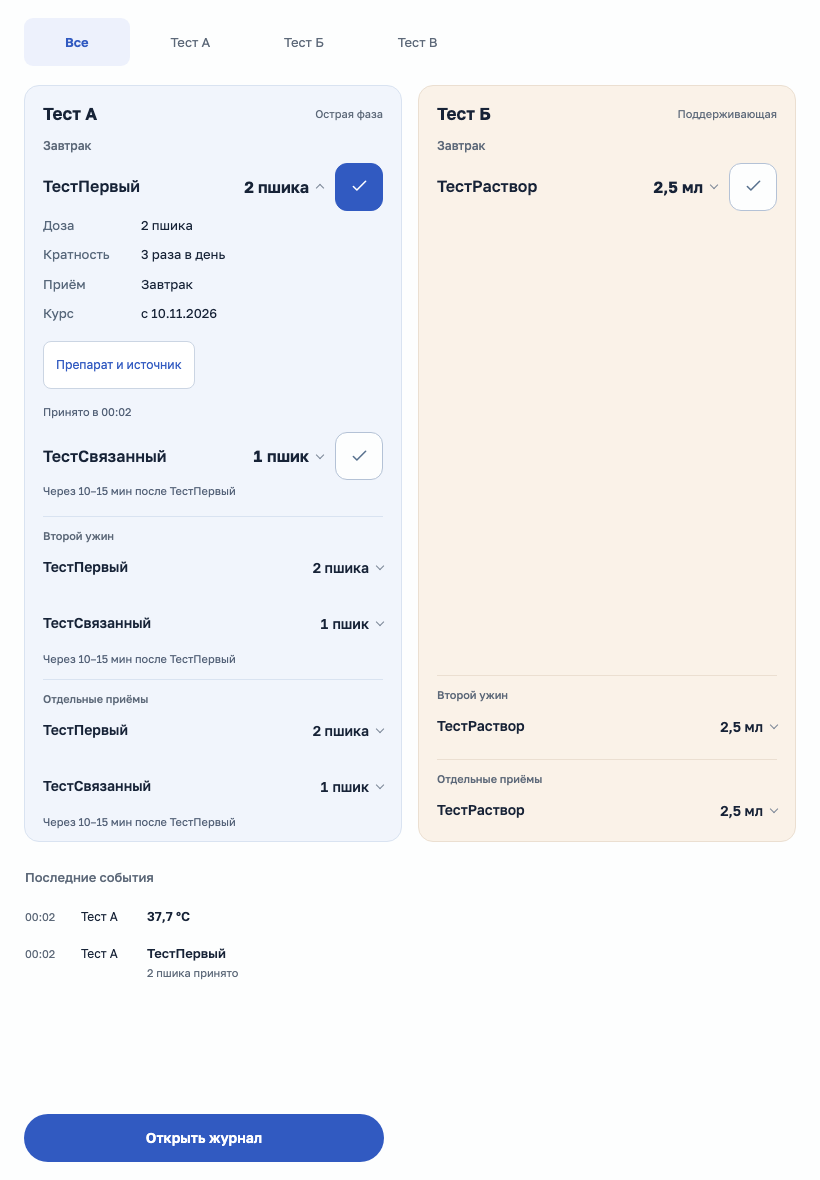 Все
Тест А
Тест Б
Тест В
Тест А
Острая фаза
Завтрак
ТестПервый
2 пшика
Доза
2 пшика
Кратность
3 раза в день
Приём
Завтрак
Курс
с 10.11.2026
Препарат и источник
Принято в 00:02
ТестСвязанный
1 пшик
Через 10–15 мин после ТестПервый
Второй ужин
ТестПервый
2 пшика
ТестСвязанный
1 пшик
Через 10–15 мин после ТестПервый
Отдельные приёмы
ТестПервый
2 пшика
ТестСвязанный
1 пшик
Через 10–15 мин после ТестПервый
Тест Б
Поддерживающая
Завтрак
ТестРаствор
2,5 мл
Второй ужин
ТестРаствор
2,5 мл
Отдельные приёмы
ТестРаствор
2,5 мл
Последние события
00:02
Тест А
37,7 °C
00:02
Тест А
ТестПервый
2 пшика принято
Открыть журнал